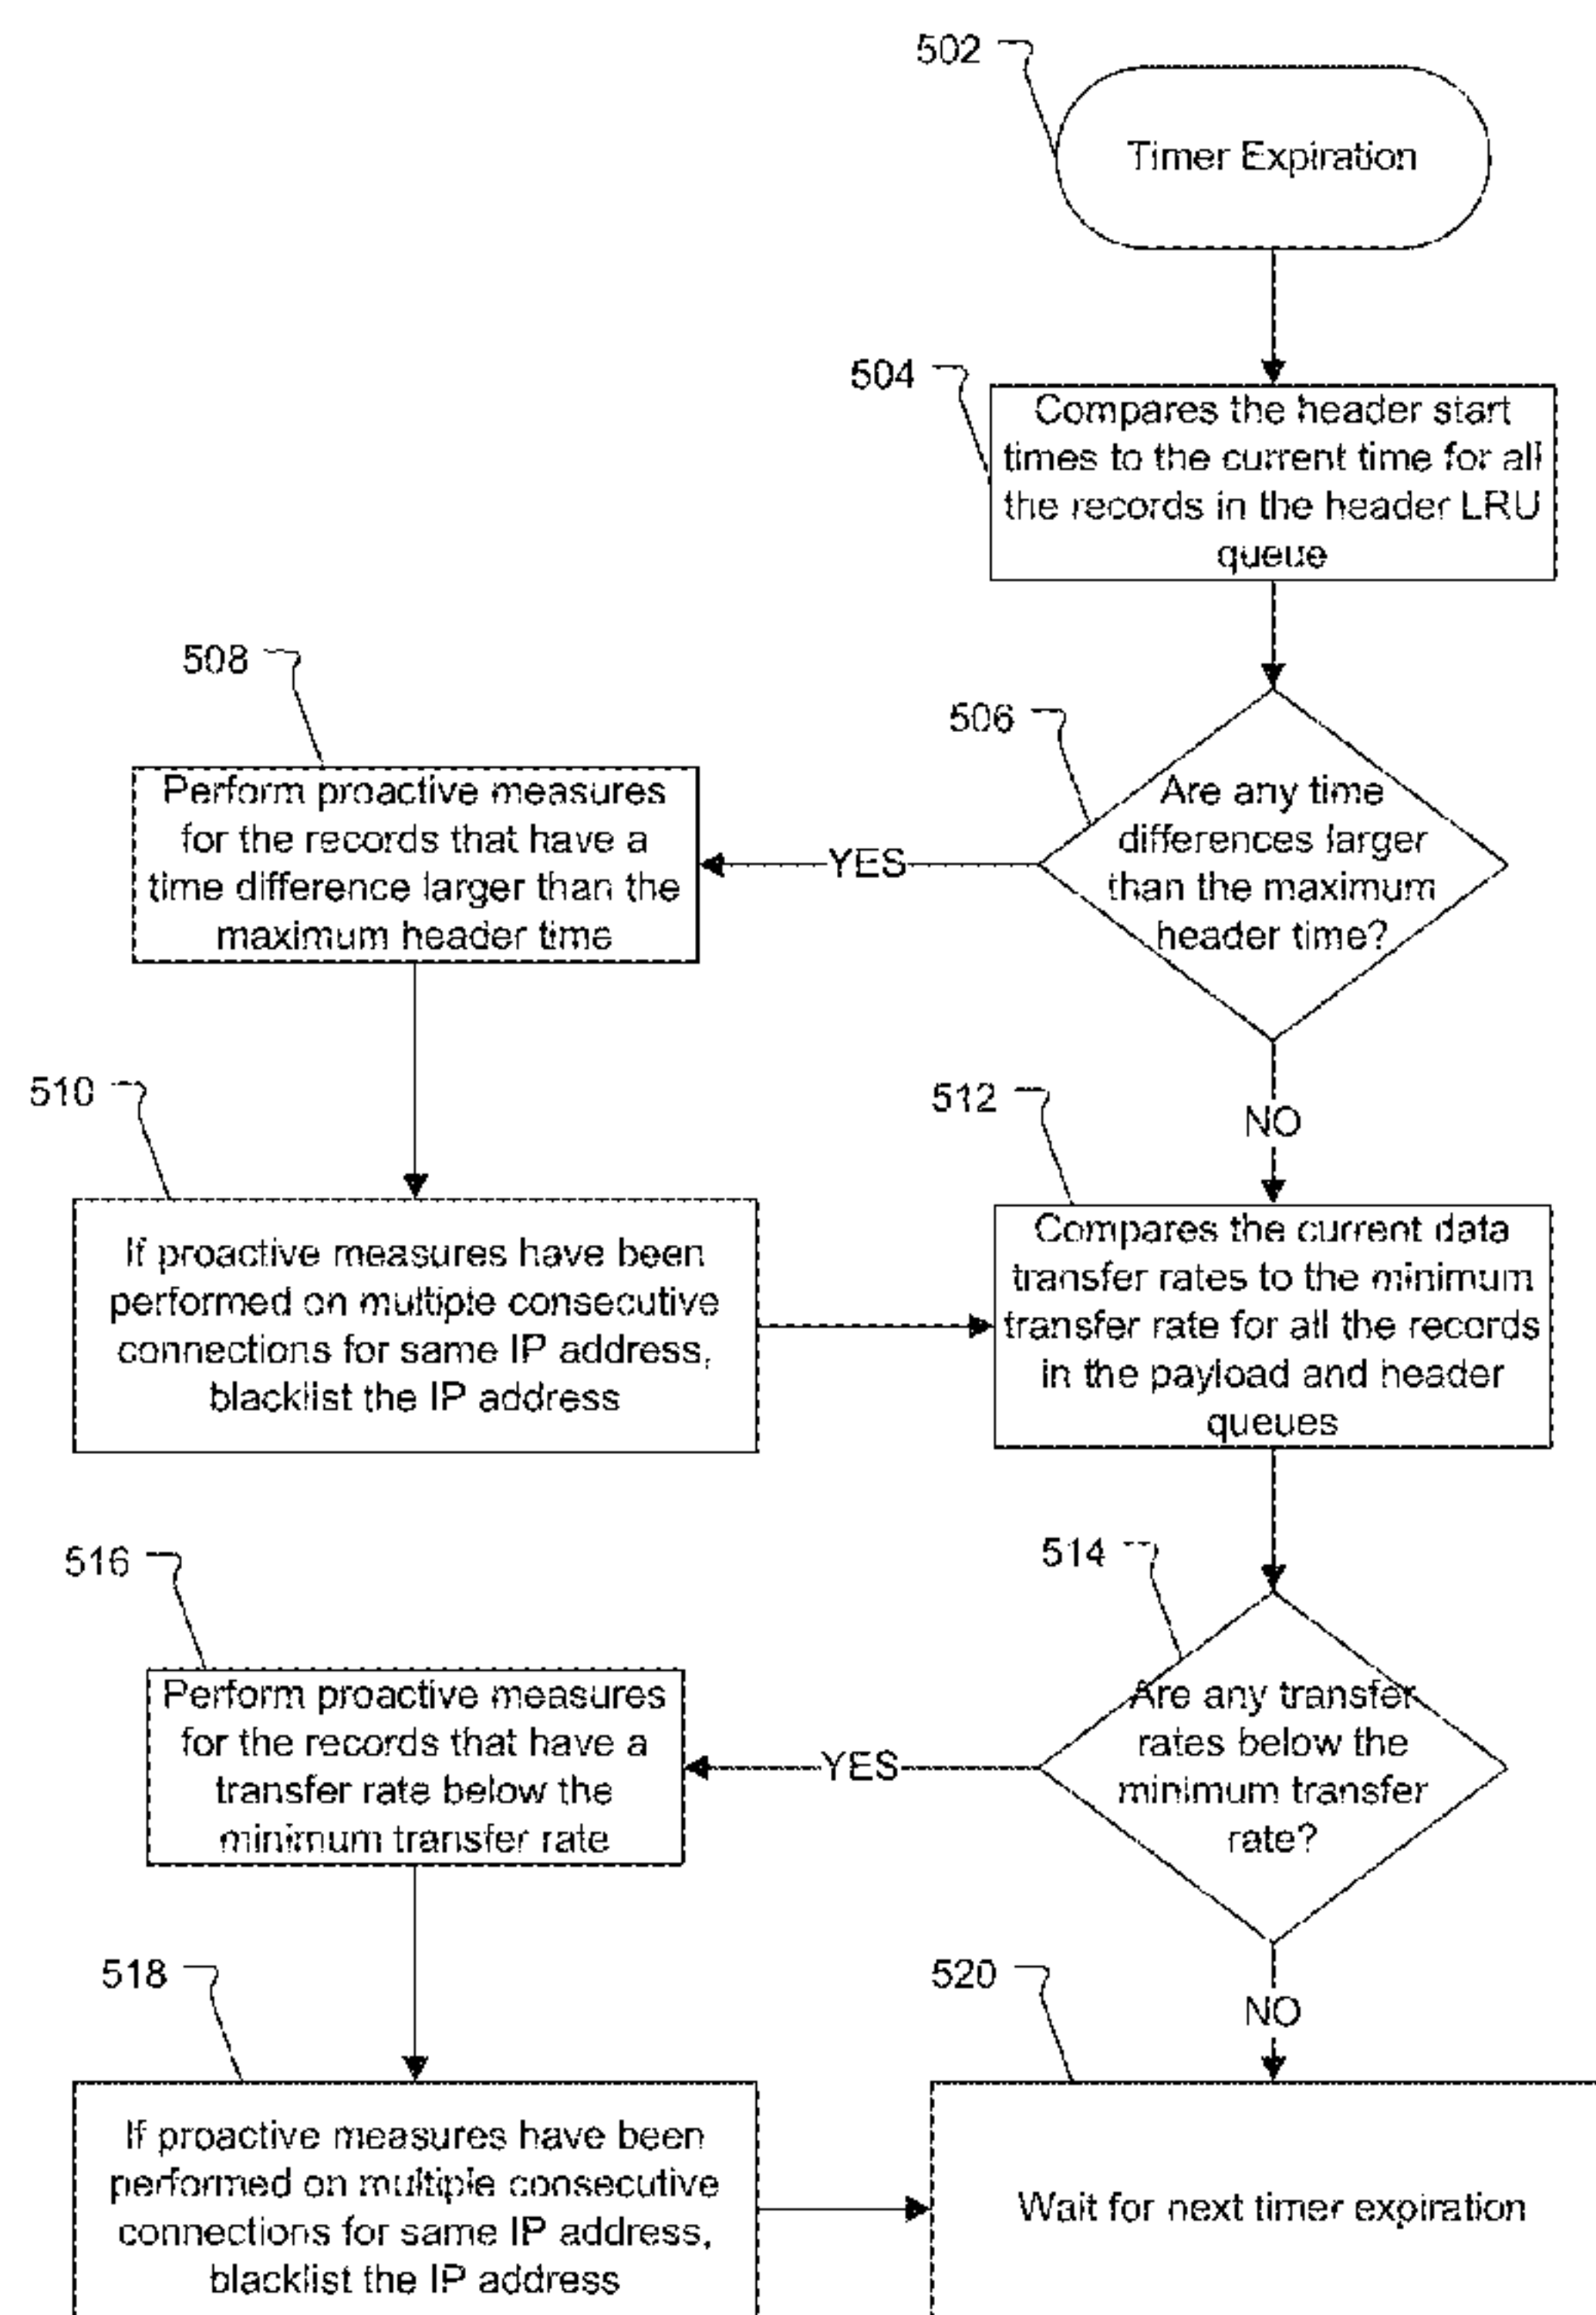 502
Timer Expiration
504
Compares the header start
times to the current time for all
the records in the header LRU
queue
508
506
Perform proactive measures
for the records that have a
time difference larger than the
maximum header time
YES
Are any time
differences larger
than the maximum
header time?
510
512
NO
If proactive measures have been
performed on multiple consecutive
connections for same IP address,
blacklist the IP address
Compares the current data
transfer rates to the minimum
transfer rate for all the records
in the payload and header
queues
516
514
Perform proactive measures
for the records that have a
transfer rate below the
minimum transfer rate
YES
Are any transfer
rates below the
minimum transfer
rate?
518
520
NO
If proactive measures have been
performed on multiple consecutive
connections for same IP address,
blacklist the IP address
Wait for next timer expiration